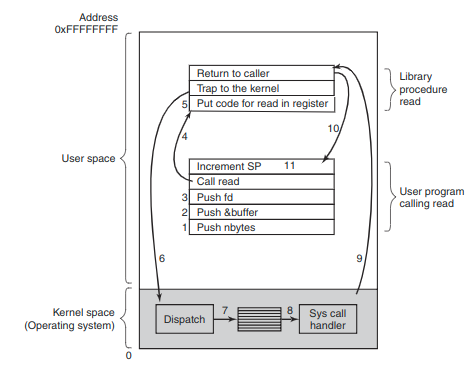 Address
0xFFFFFFFF
Return to caller
Trap to the kernel
5 Put code for read in register
Library
procedure
read
4
10
User space
Increment SP 11
Call read
3 Push fd
2 Push &buffer
1 Push nbytes
User program
calling read
6
9
Kernel space
(Operating system)
Dispatch
7
8
Sys call
handler
0